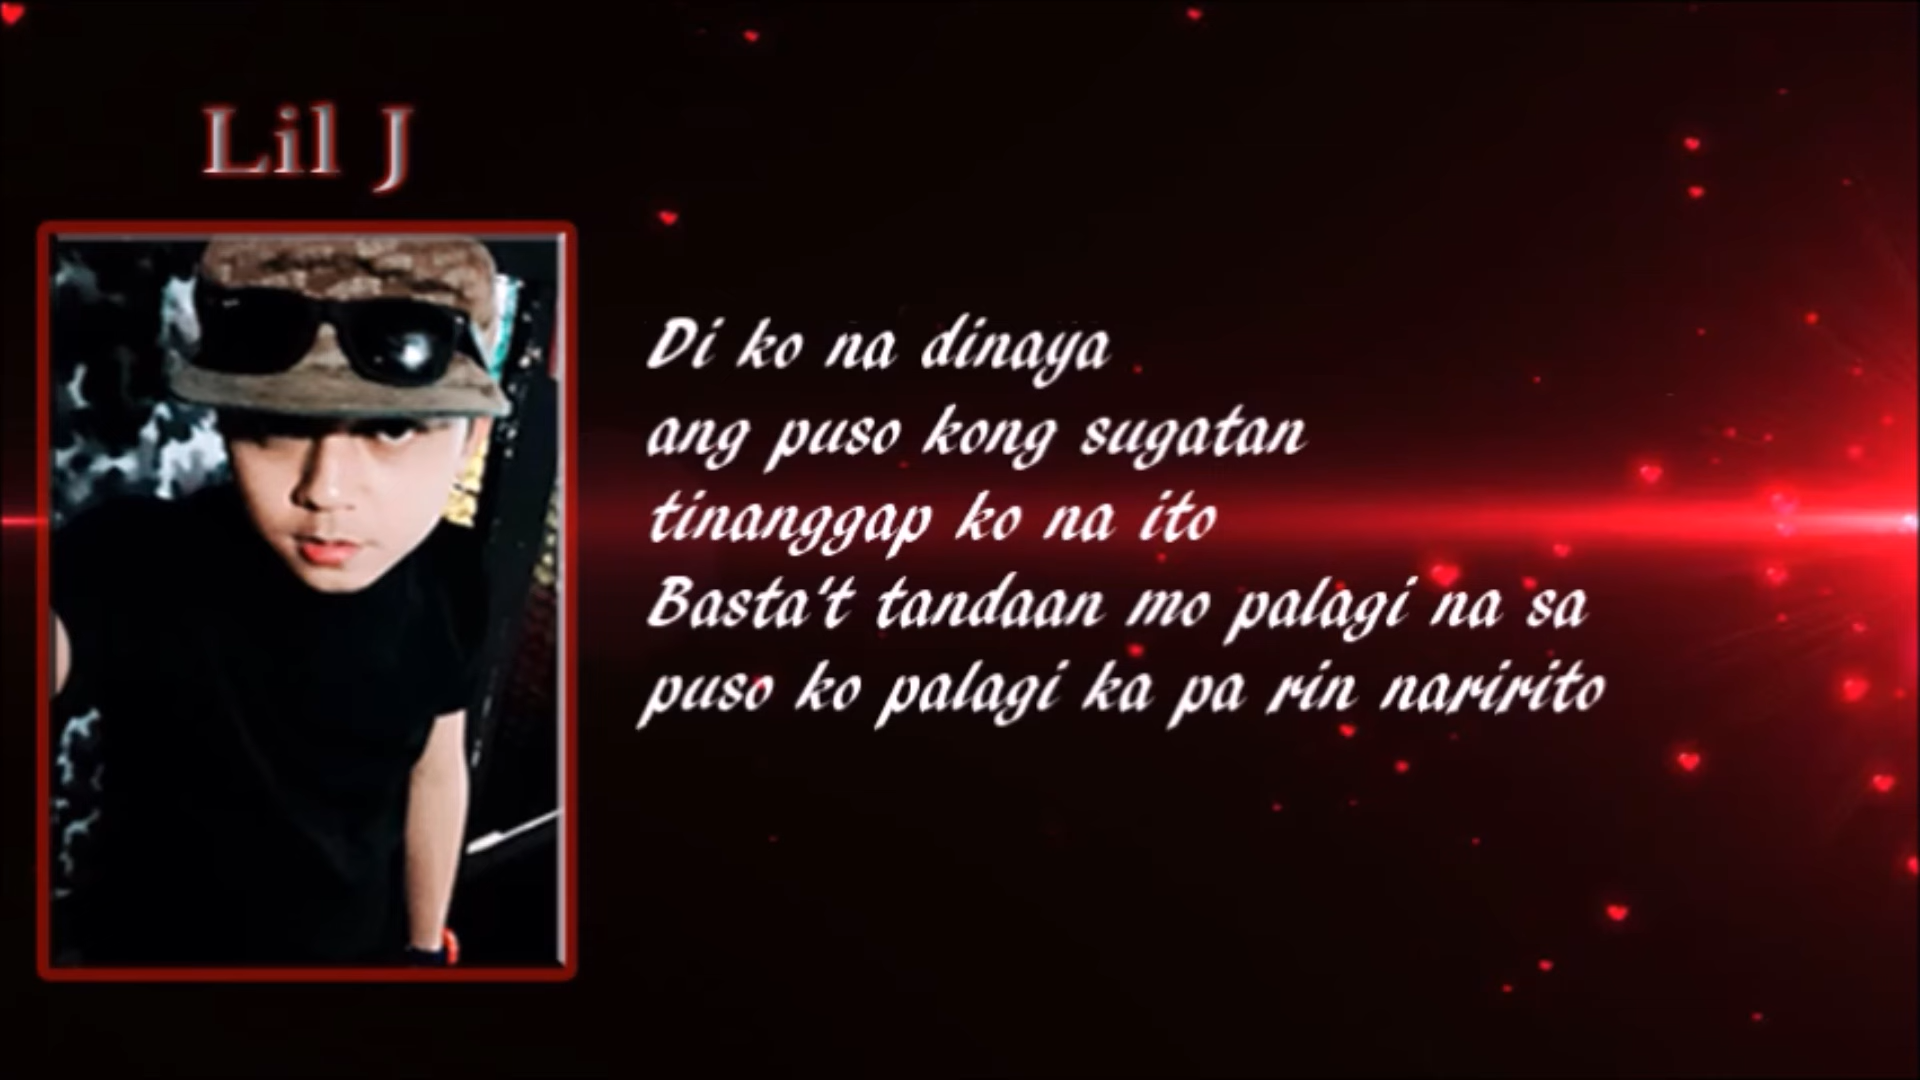 Lil J
Di ko na dinaya
ang puso kong sugatan
tinanggap ko na ito
Basta't tandaan mo palagi na sa
puso ko palagi ka pa rin naririto